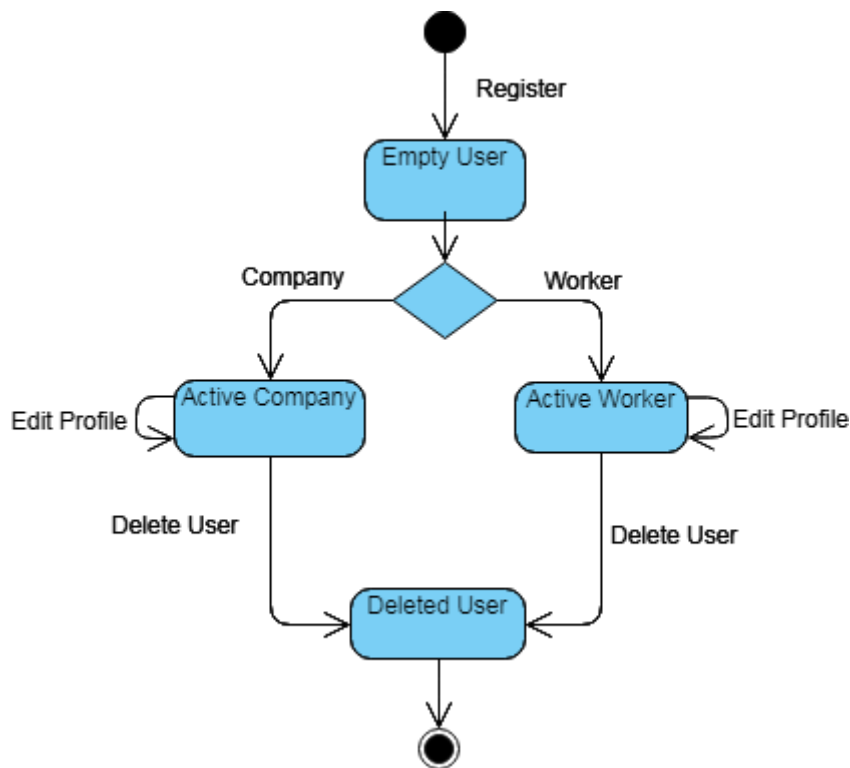 Register
Empty User
Company
Worker
Active Company
Active Worker
Edit Profile
Edit Profile
Delete User
Delete User
Deleted User